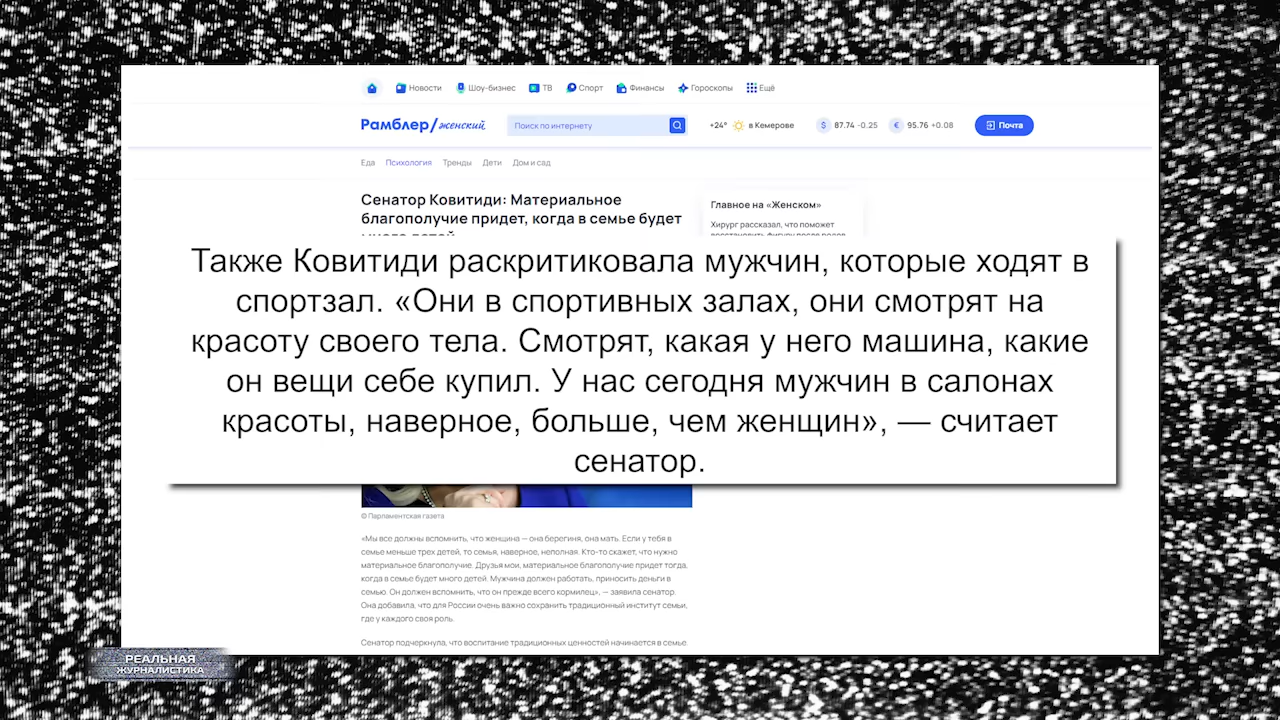 Новости Шоу-бизнес ТВ Спорт Финансы Гороскопы Ещё
Рамблер/женский Поиск по интернету +24° в Кемерове $ 87.74 -0.25 € 95.76 +0.08 Почта
Еда Психология Тренды Дети Дом и сад
Сенатор Ковитиди: Материальное
благополучие придет, когда в семье будет
много детей
Главное на «Женском»
Хирург рассказал, что поможет
восстановить фигуру после родов
Также Ковитиди раскритиковала мужчин, которые ходят в
спортзал. «Они в спортивных залах, они смотрят на
красоту своего тела. Смотрят, какая у него машина, какие
он вещи себе купил. У нас сегодня мужчин в салонах
красоты, наверное, больше, чем женщин», — считает
сенатор.
© Парламентская газета
«Мы все должны вспомнить, что женщина — она берегиня, она мать. Если у тебя в
семье меньше трех детей, то семья, наверное, неполная. Кто-то скажет, что нужно
материальное благополучие. Друзья мои, материальное благополучие придет тогда,
когда в семье будет много детей. Мужчина должен работать, приносить деньги в
семью. Он должен вспомнить, что он прежде всего кормилец», — заявила сенатор.
Она добавила, что для России очень важно сохранить традиционный институт семьи,
где у каждого своя роль.
Сенатор подчеркнула, что воспитание традиционных ценностей начинается в семье.
РЕАЛЬНАЯ
ЖУРНАЛИСТИКА